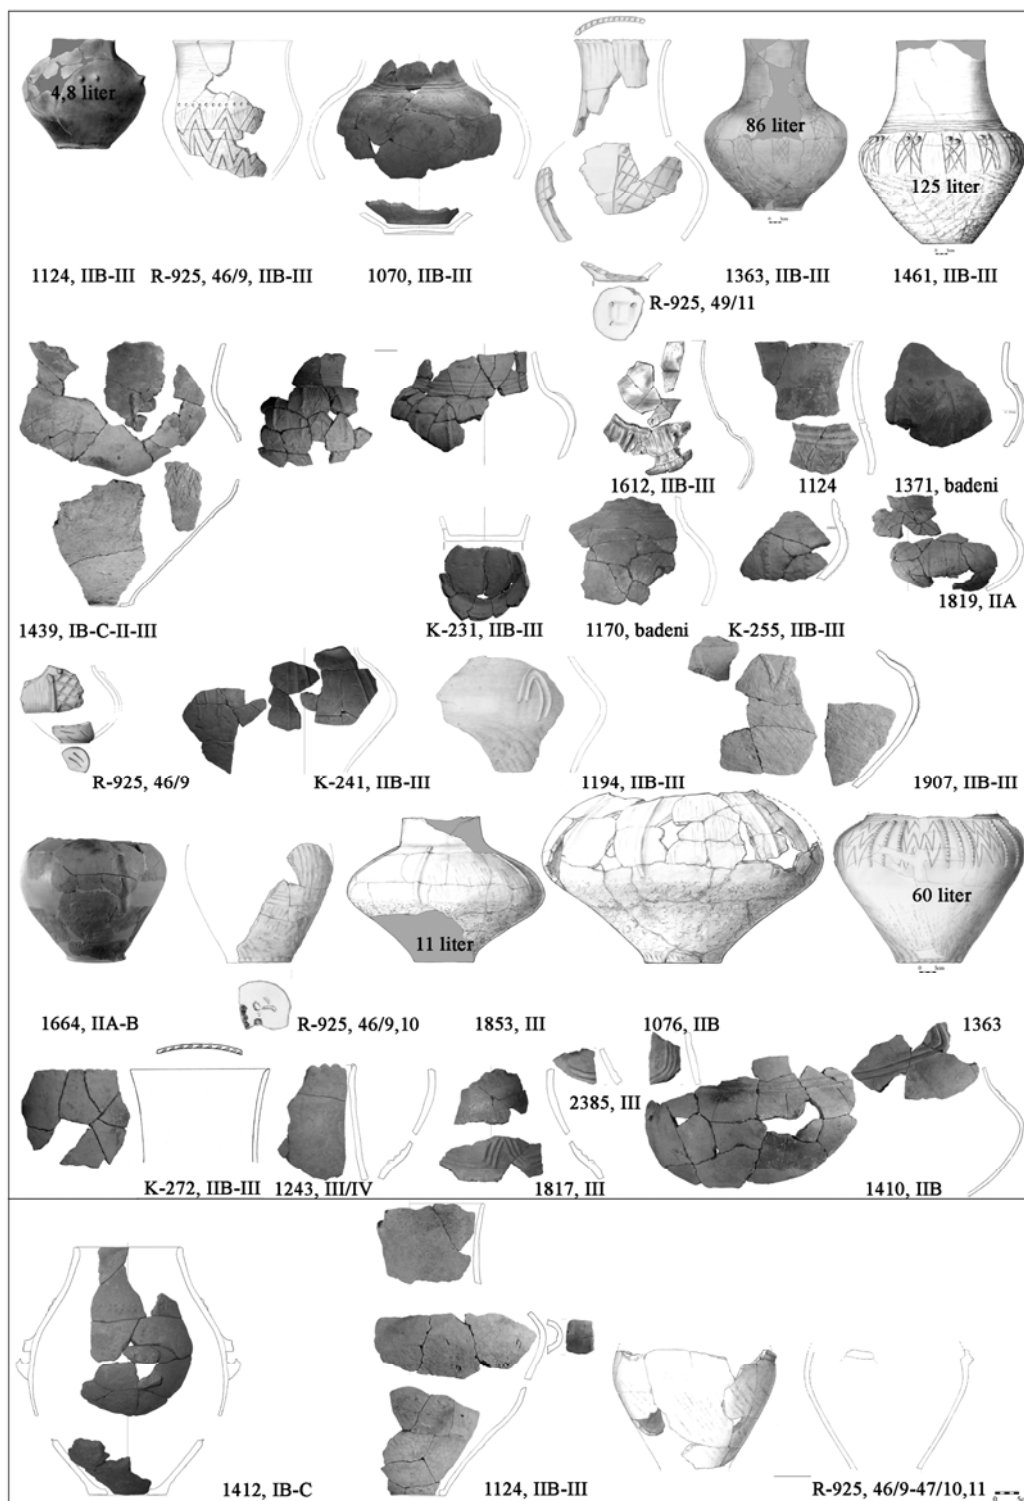 4,8 liter
86 liter
125 liter
1124, IIB-III
R-925, 46/9, IIB-III
1070, IIB-III
1363, IIB-III
1461, IIB-III
R-925, 49/11
1612, IIB-III
1124
1371, badeni
1439, IB-C-II-III
K-231, IIB-III
1170, badeni
K-255, IIB-III
1819, IIA
R-925, 46/9
K-241, IIB-III
1194, IIB-III
1907, IIB-III
11 liter
60 liter
1664, IIA-B
R-925, 46/9,10
1853, III
1076, IIB
1363
2385, III
K-272, IIB-III
1243, III/IV
1817, III
1410, IIB
1412, IB-C
1124, IIB-III
R-925, 46/9-47/10,11